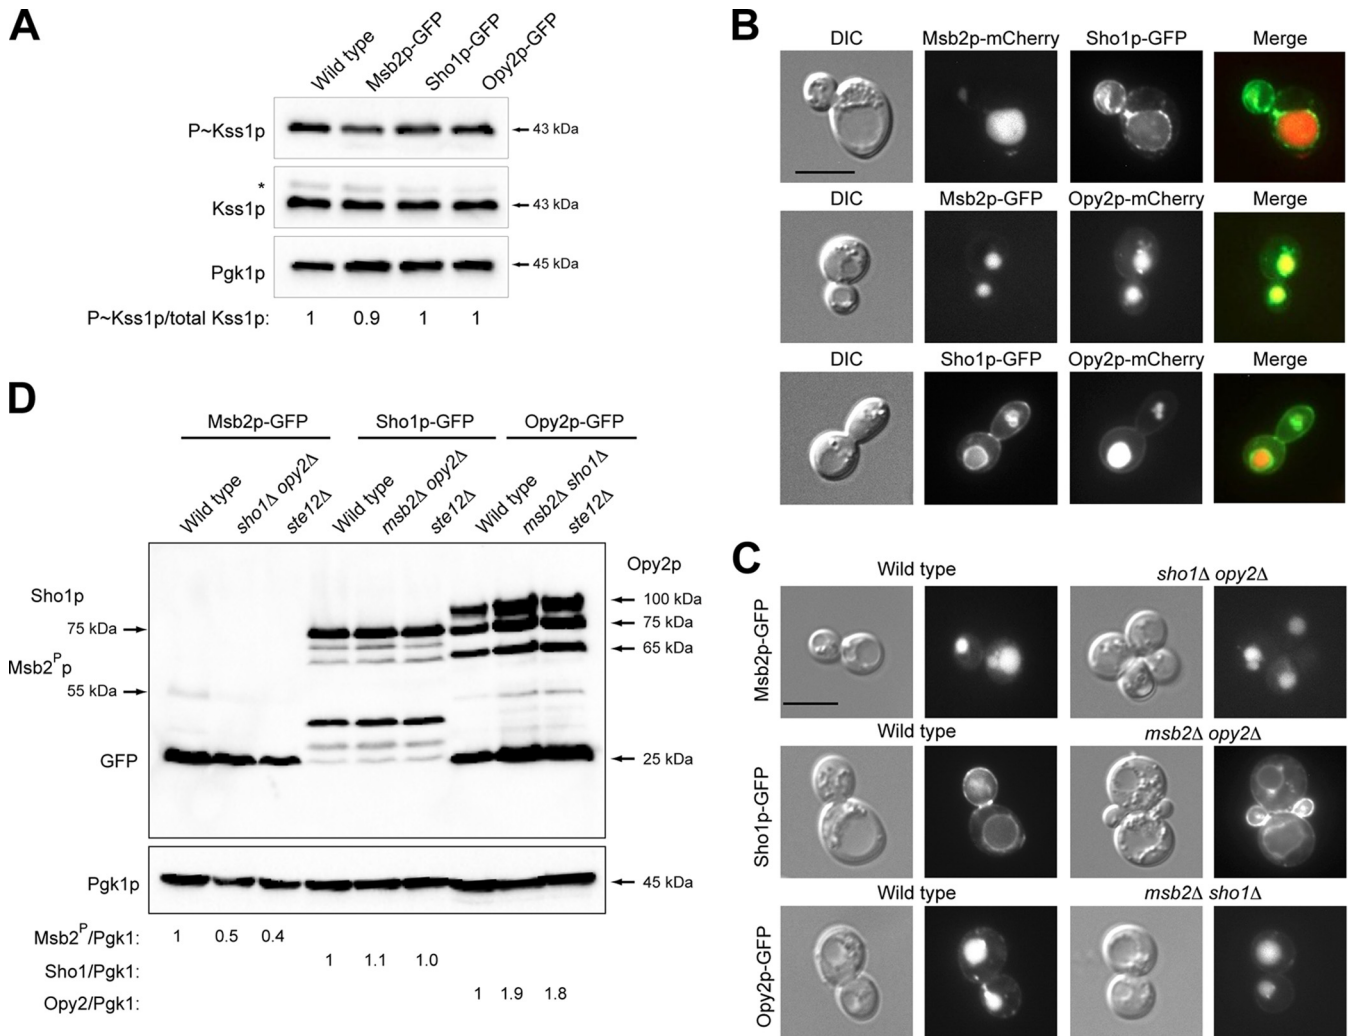 A
Wild type
Msb2p-GFP
Sho1p-GFP
Opy2p-GFP
P~Kss1p
43 kDa
*
Kss1p
43 kDa
Pgk1p
45 kDa
P~Kss1p/total Kss1p: 1 0.9 1 1
B
DIC Msb2p-mCherry Sho1p-GFP Merge
DIC Msb2p-GFP Opy2p-mCherry Merge
DIC Sho1p-GFP Opy2p-mCherry Merge
D
Msb2p-GFP Sho1p-GFP Opy2p-GFP
Wild type
sho1Δ opy2Δ
ste12Δ
Wild type
msb2Δ opy2Δ
ste12Δ
Wild type
msb2Δ sho1Δ
ste12Δ
Opy2p
Sho1p
100 kDa
75 kDa
75 kDa
65 kDa
Msb2ᴾp
55 kDa
GFP
25 kDa
Pgk1p
45 kDa
Msb2ᴾ/Pgk1: 1 0.5 0.4
Sho1/Pgk1: 1 1.1 1.0
Opy2/Pgk1: 1 1.9 1.8
C
Wild type sho1Δ opy2Δ
Msb2p-GFP
Wild type msb2Δ opy2Δ
Sho1p-GFP
Wild type msb2Δ sho1Δ
Opy2p-GFP